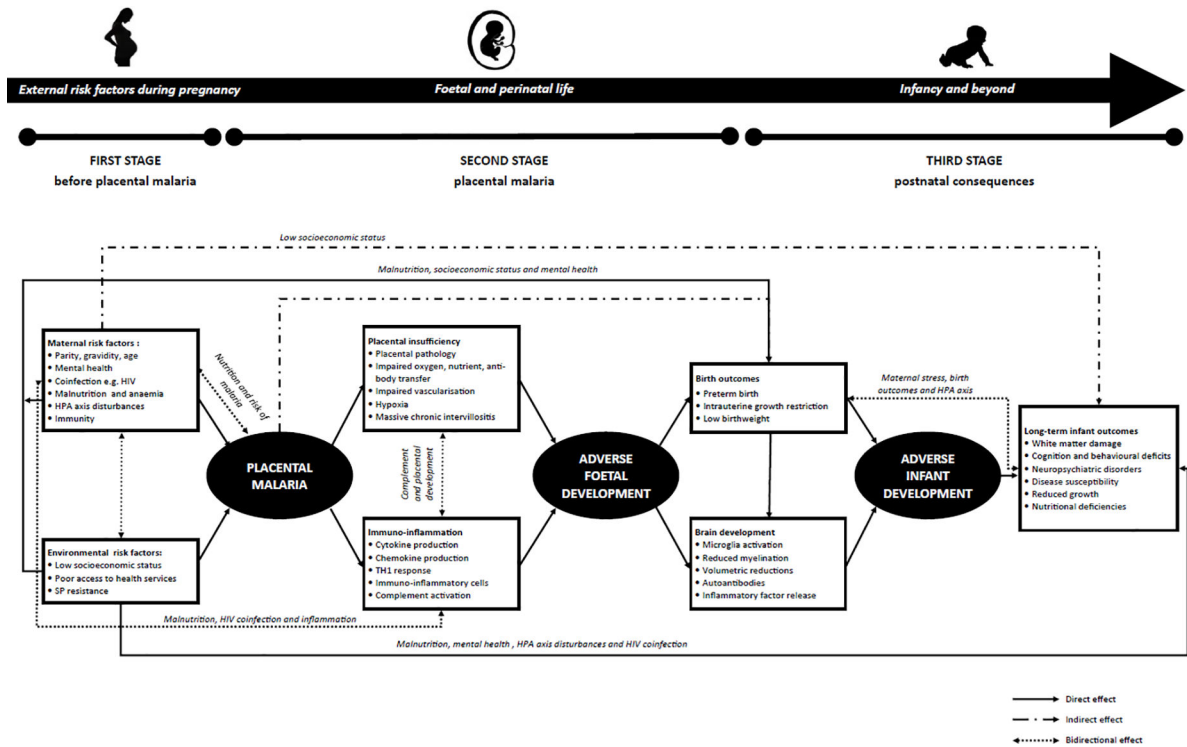 External risk factors during pregnancy
Foetal and perinatal life
Infancy and beyond
FIRST STAGE
before placental malaria
SECOND STAGE
placental malaria
THIRD STAGE
postnatal consequences
Low socioeconomic status
Malnutrition, socioeconomic status and mental health
Maternal risk factors :
• Parity, gravidity, age
• Mental health
• Coinfection e.g. HIV
• Malnutrition and anaemia
• HPA axis disturbances
• Immunity
Nutrition and risk of
malaria
Environmental risk factors:
• Low socioeconomic status
• Poor access to health services
• SP resistance
PLACENTAL
MALARIA
Placental insufficiency
• Placental pathology
• Impaired oxygen, nutrient, anti-
body transfer
• Impaired vascularisation
• Hypoxia
• Massive chronic intervillositis
Complement
and placental
development
Immuno-inflammation
• Cytokine production
• Chemokine production
• TH1 response
• Immuno-inflammatory cells
• Complement activation
ADVERSE
FOETAL
DEVELOPMENT
Birth outcomes
• Preterm birth
• Intrauterine growth restriction
• Low birthweight
Brain development
• Microglia activation
• Reduced myelination
• Volumetric reductions
• Autoantibodies
• Inflammatory factor release
Maternal stress, birth
outcomes and HPA axis
ADVERSE
INFANT
DEVELOPMENT
Long-term infant outcomes
• White matter damage
• Cognition and behavioural deficits
• Neuropsychiatric disorders
• Disease susceptibility
• Reduced growth
• Nutritional deficiencies
Malnutrition, HIV coinfection and inflammation
Malnutrition, mental health , HPA axis disturbances and HIV coinfection
Direct effect
Indirect effect
Bidirectional effect